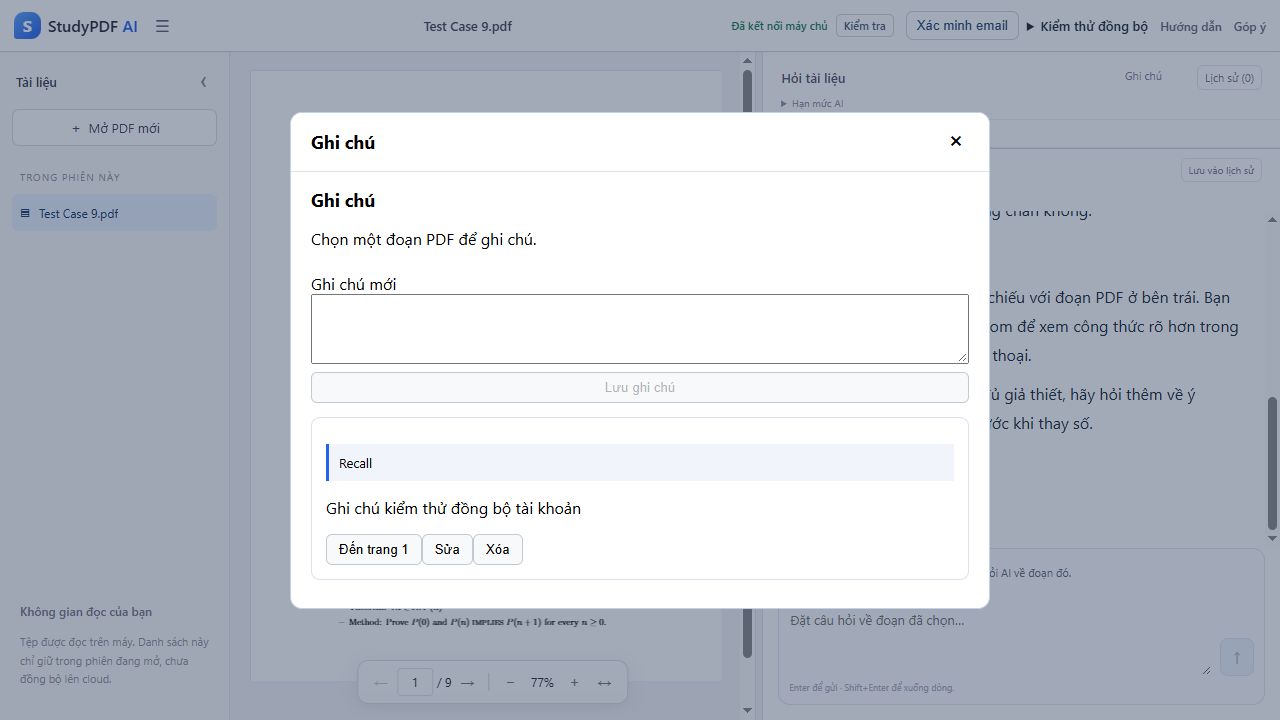 S StudyPDF AI
Test Case 9.pdf
Đã kết nối máy chủ
Kiểm tra
Xác minh email
Kiểm thử đồng bộ
Hướng dẫn
Góp ý
Tài liệu
+ Mở PDF mới
TRONG PHIÊN NÀY
Test Case 9.pdf
Không gian đọc của bạn
Tệp được đọc trên máy. Danh sách này
chỉ giữ trong phiên đang mở, chưa
đồng bộ lên cloud.
Ghi chú
Ghi chú
Chọn một đoạn PDF để ghi chú.
Ghi chú mới
Lưu ghi chú
Recall
Ghi chú kiểm thử đồng bộ tài khoản
Đến trang 1
Sửa
Xóa
– Method: Prove P(0) and P(n) IMPLIES P(n + 1) for every n ≥ 0.
← 1 / 9 → − 77% + ↔
Hỏi tài liệu
Ghi chú
Lịch sử (0)
Hạn mức AI
Lưu vào lịch sử
chân không.
chiếu với đoạn PDF ở bên trái. Bạn
để xem công thức rõ hơn trong
thoại.
giả thiết, hãy hỏi thêm về ý
khi thay số.
AI về đoạn đó.
Đặt câu hỏi về đoạn đã chọn...
Enter để gửi · Shift+Enter để xuống dòng.